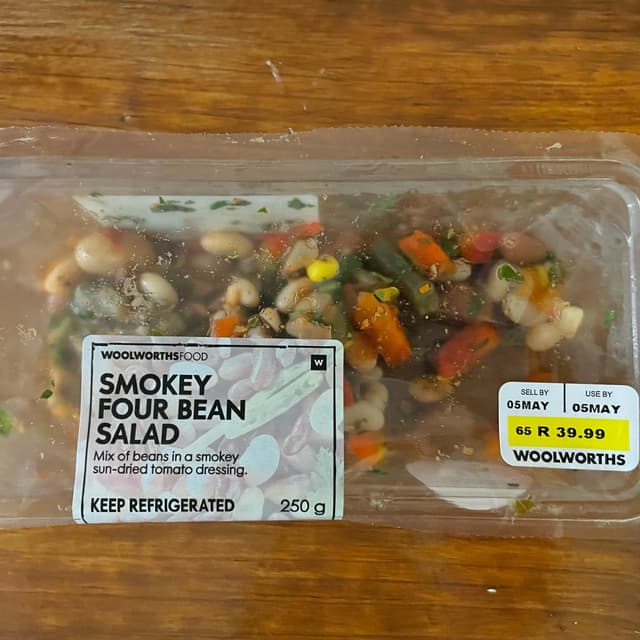 WOOLWORTHSFOOD
W
SMOKEY
FOUR BEAN
SALAD
Mix of beans in a smokey
sun-dried tomato dressing.
KEEP REFRIGERATED 250 g
SELL BY USE BY
05MAY 05MAY
65 R 39.99
WOOLWORTHS